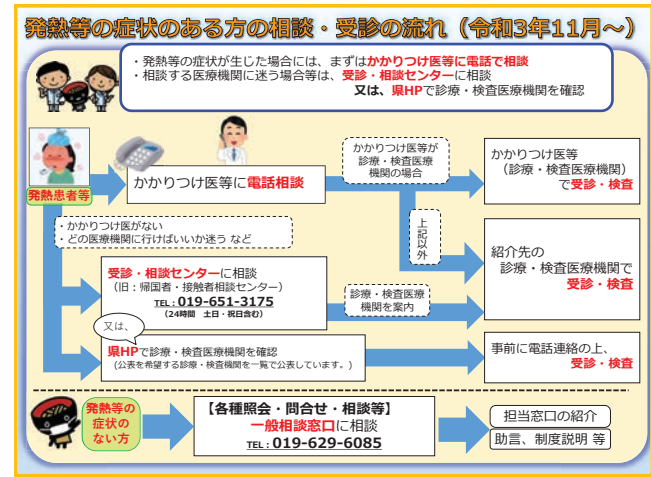 発熱等の症状のある方の相談・受診の流れ（令和3年11月～）
・発熱等の症状が生じた場合には、まずはかかりつけ医等に電話で相談
・相談する医療機関に迷う場合等は、受診・相談センターに相談
又は、県HPで診療・検査医療機関を確認
発熱患者等
かかりつけ医等に電話相談
かかりつけ医等が
診療・検査医療
機関の場合
かかりつけ医等
（診療・検査医療機関）
で受診・検査
・かかりつけ医がない
・どの医療機関に行けばいいか迷う など
上記以外
紹介先の
診療・検査医療機関で
受診・検査
受診・相談センターに相談
（旧：帰国者・接触者相談センター）
TEL：019-651-3175
（24時間　土日・祝日含む）
診療・検査医療
機関を案内
又は、
県HPで診療・検査医療機関を確認
（公表を希望する診療・検査機関を一覧で公表しています。）
事前に電話連絡の上、
受診・検査
発熱等の
症状の
ない方
【各種照会・問合せ・相談等】
一般相談窓口に相談
TEL：019-629-6085
担当窓口の紹介
助言、制度説明 等